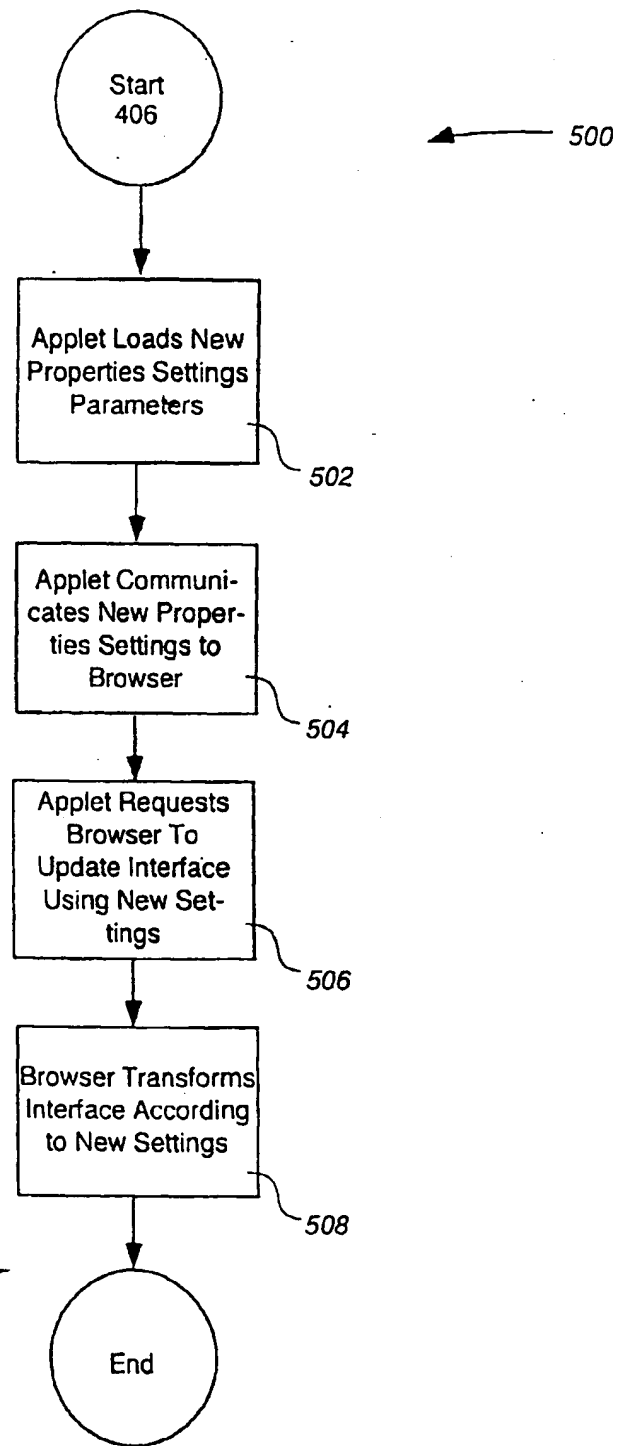 Start
406
500
Applet Loads New
Properties Settings
Parameters
502
Applet Communi-
cates New Proper-
ties Settings to
Browser
504
Applet Requests
Browser To
Update Interface
Using New Set-
tings
506
Browser Transforms
Interface According
to New Settings
508
End